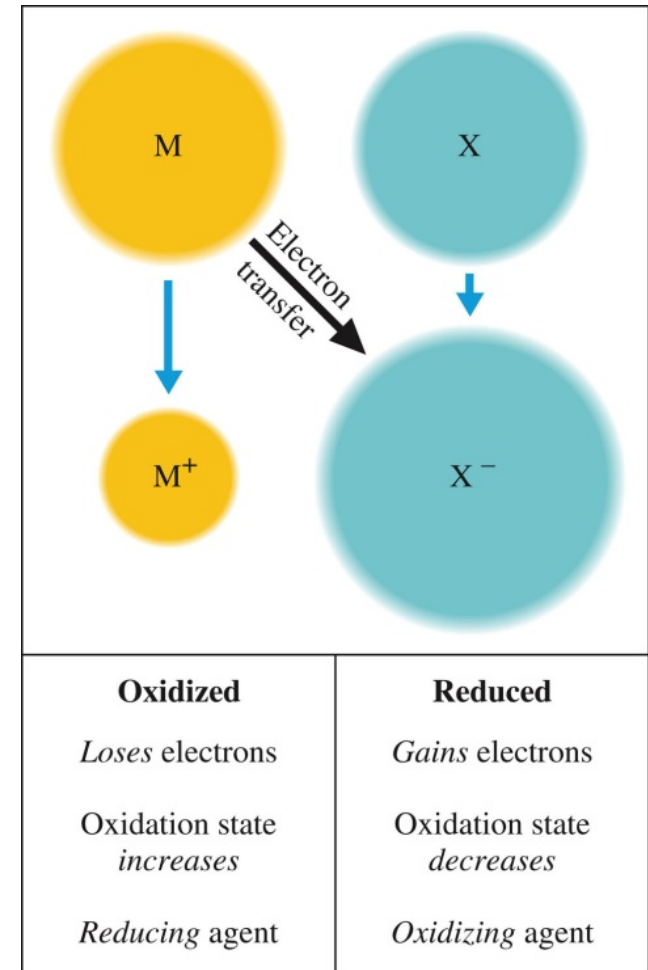 M
X
Electron
transfer
M⁺
X⁻
Oxidized
Loses electrons
Oxidation state
increases
Reducing agent
Reduced
Gains electrons
Oxidation state
decreases
Oxidizing agent